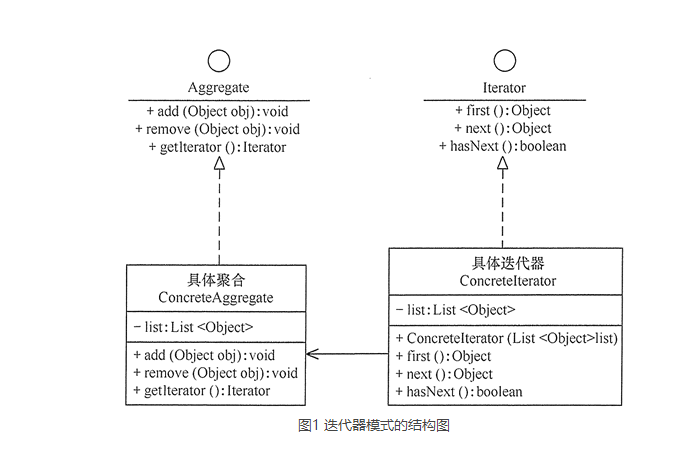 Aggregate
+ add (Object obj): void
+ remove (Object obj): void
+ getIterator (): Iterator
Iterator
+ first (): Object
+ next (): Object
+ hasNext (): boolean
具体聚合
ConcreteAggregate
− list: List <Object>
+ add (Object obj): void
+ remove (Object obj): void
+ getIterator (): Iterator
具体迭代器
ConcreteIterator
− list: List <Object>
+ ConcreteIterator (List <Object>list)
+ first (): Object
+ next (): Object
+ hasNext (): boolean
图1 迭代器模式的结构图